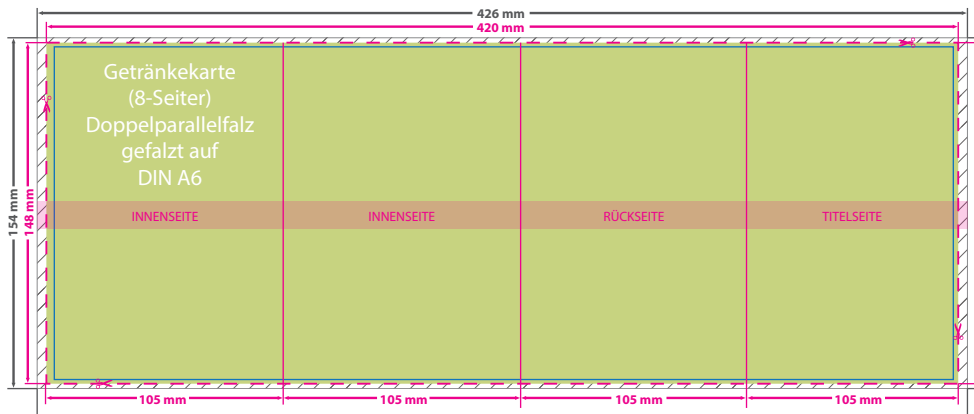 426 mm
420 mm
Getränkekarte
(8-Seiter)
Doppelparallelfalz
gefalzt auf
DIN A6
154 mm
148 mm
INNENSEITE
INNENSEITE
RÜCKSEITE
TITELSEITE
105 mm
105 mm
105 mm
105 mm